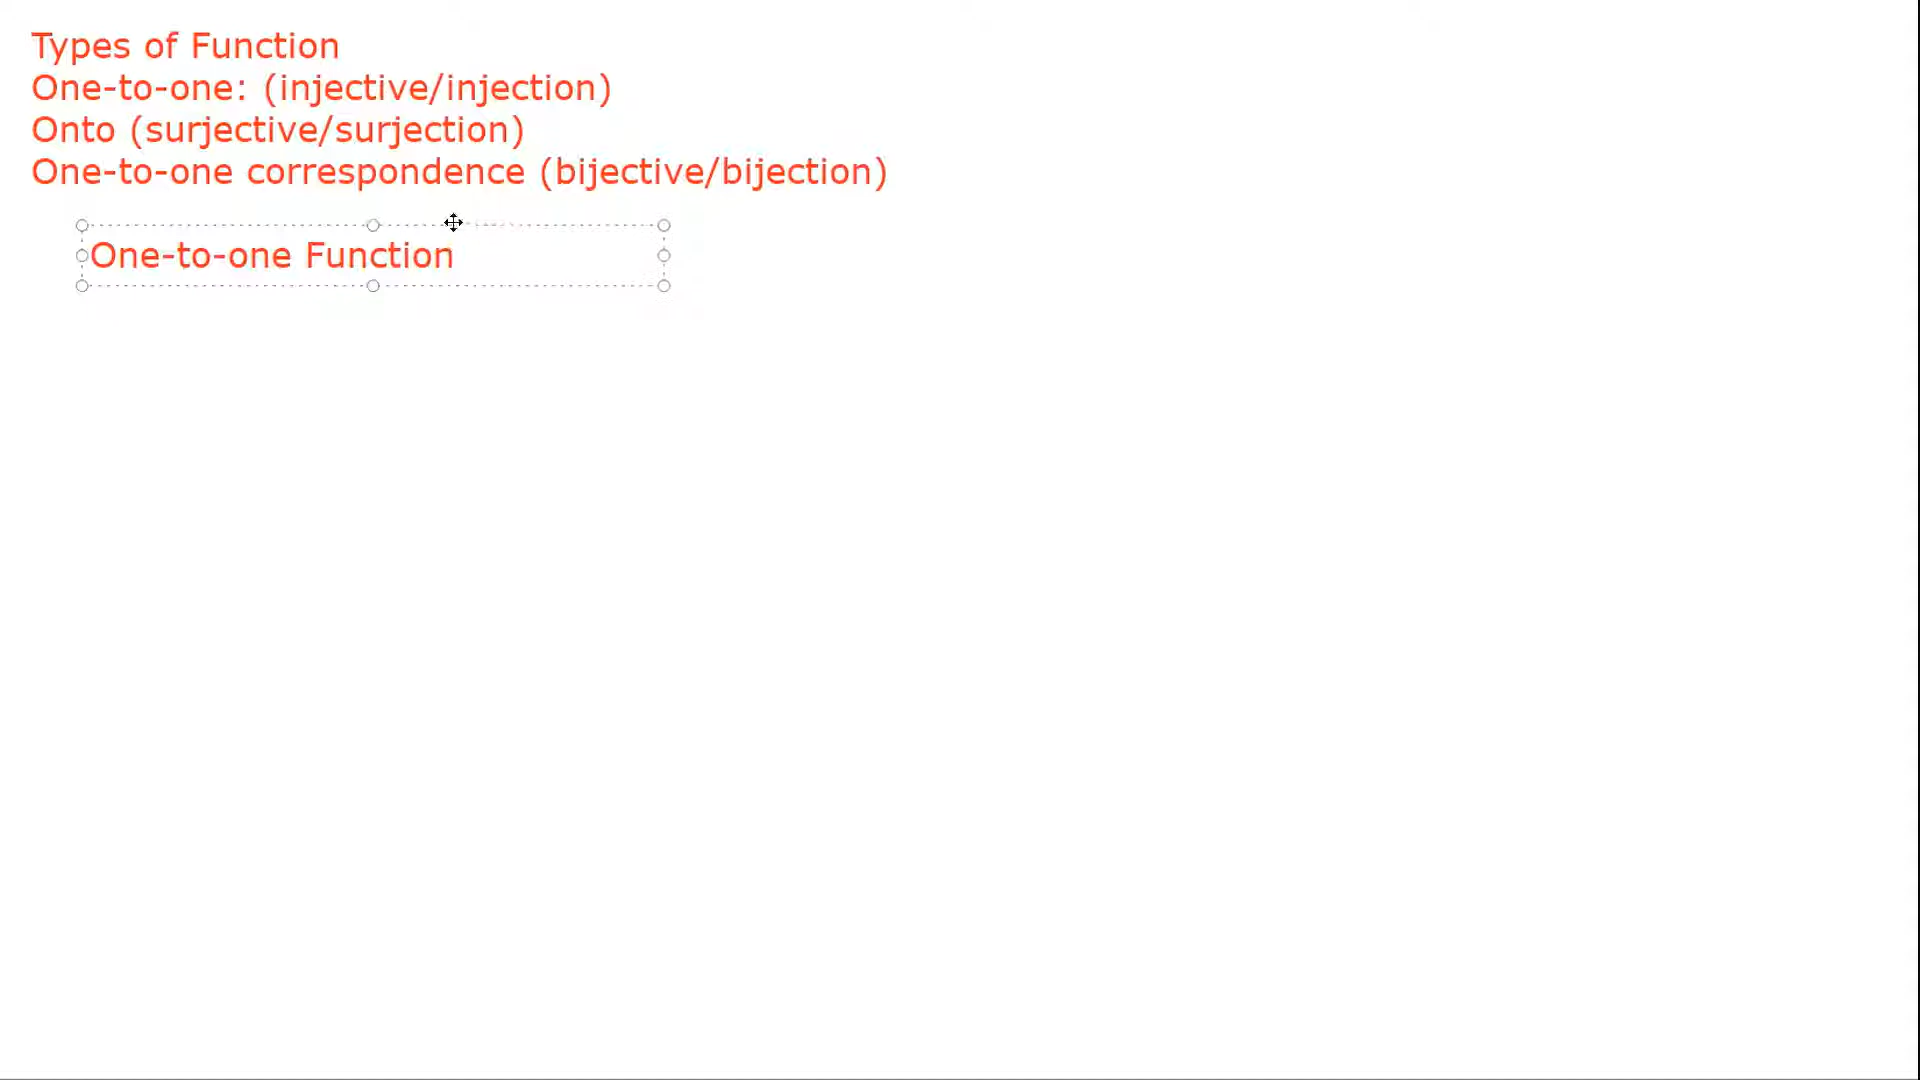 Types of Function
One-to-one: (injective/injection)
Onto (surjective/surjection)
One-to-one correspondence (bijective/bijection)
One-to-one Function